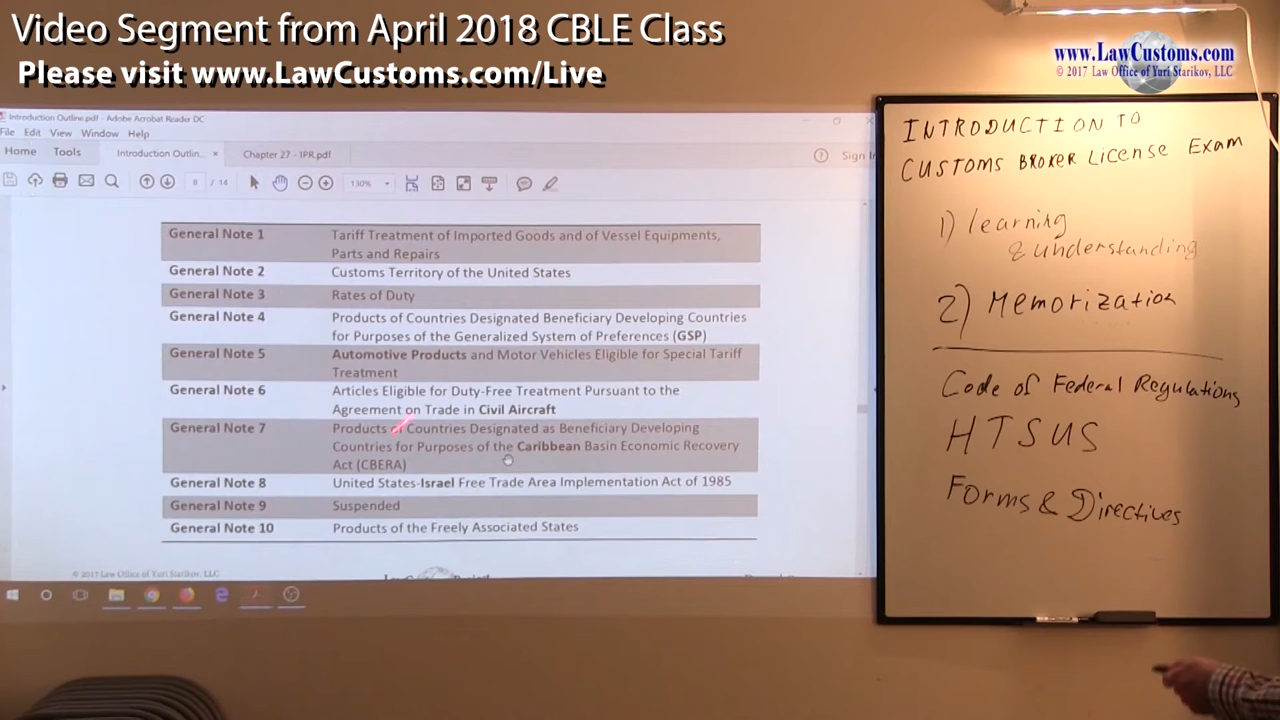 Video Segment from April 2018 CBLE Class
Please visit www.LawCustoms.com/Live
www.LawCustoms.com
© 2017 Law Office of Yuri Starikov, LLC
Introduction Outline.pdf - Adobe Acrobat Reader DC
File Edit View Window Help
Home Tools Introduction Outlin... × Chapter 27 - IPR.pdf Sign In
8 / 14 130%
General Note 1 Tariff Treatment of Imported Goods and of Vessel Equipments,
Parts and Repairs
General Note 2 Customs Territory of the United States
General Note 3 Rates of Duty
General Note 4 Products of Countries Designated Beneficiary Developing Countries
for Purposes of the Generalized System of Preferences (GSP)
General Note 5 Automotive Products and Motor Vehicles Eligible for Special Tariff
Treatment
General Note 6 Articles Eligible for Duty-Free Treatment Pursuant to the
Agreement on Trade in Civil Aircraft
General Note 7 Products of Countries Designated as Beneficiary Developing
Countries for Purposes of the Caribbean Basin Economic Recovery
Act (CBERA)
General Note 8 United States-Israel Free Trade Area Implementation Act of 1985
General Note 9 Suspended
General Note 10 Products of the Freely Associated States
© 2017 Law Office of Yuri Starikov, LLC
INTRODUCTION TO
CUSTOMS BROKER LICENSE Exam
1) learning
& understanding
2) Memorization
Code of Federal Regulations
HTSUS
Forms & Directives